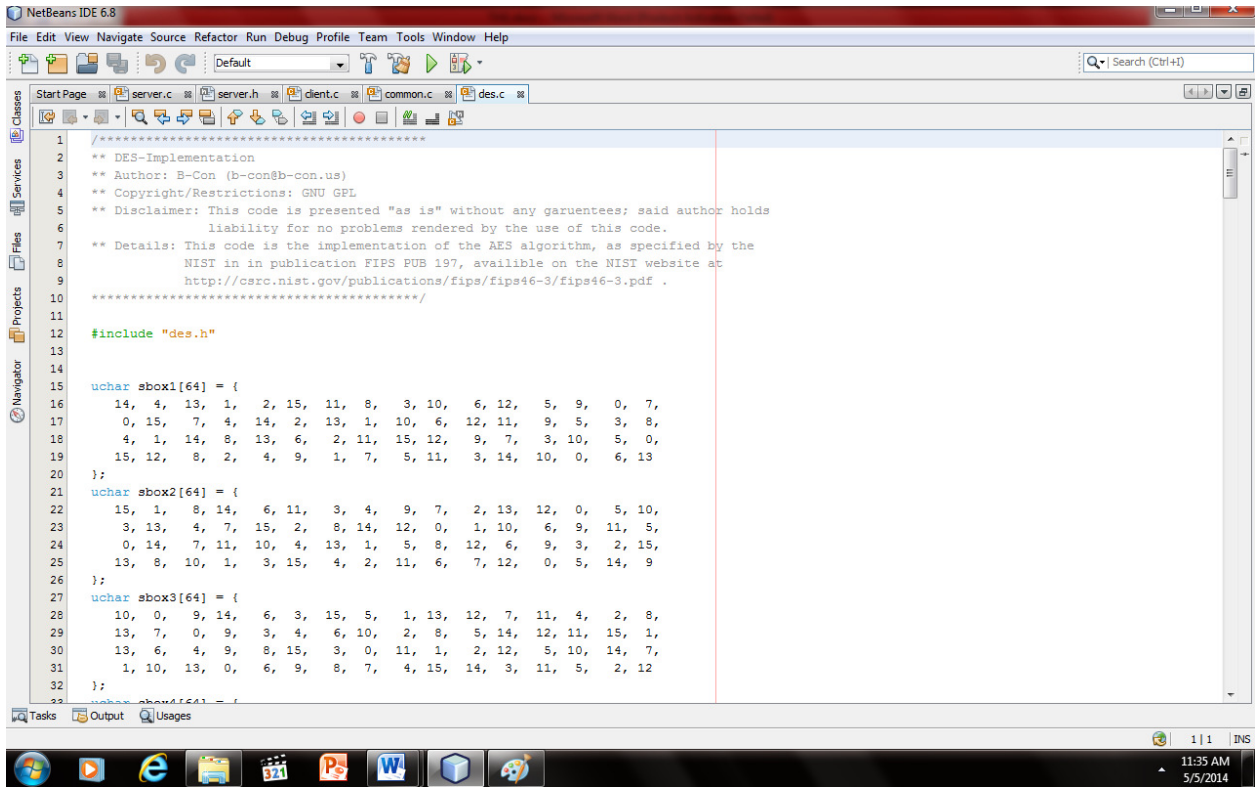 NetBeans IDE 6.8
File Edit View Navigate Source Refactor Run Debug Profile Team Tools Window Help
Default
Search (Ctrl+I)
Start Page server.c server.h client.c common.c des.c
Classes
Services
Files
Projects
Navigator
1 /******************************************
2 ** DES-Implementation
3 ** Author: B-Con (b-con@b-con.us)
4 ** Copyright/Restrictions: GNU GPL
5 ** Disclaimer: This code is presented "as is" without any garuentees; said author holds
6 liability for no problems rendered by the use of this code.
7 ** Details: This code is the implementation of the AES algorithm, as specified by the
8 NIST in in publication FIPS PUB 197, availible on the NIST website at
9 http://csrc.nist.gov/publications/fips/fips46-3/fips46-3.pdf .
10 ******************************************/
11
12 #include "des.h"
13
14
15 uchar sbox1[64] = {
16 14, 4, 13, 1, 2, 15, 11, 8, 3, 10, 6, 12, 5, 9, 0, 7,
17 0, 15, 7, 4, 14, 2, 13, 1, 10, 6, 12, 11, 9, 5, 3, 8,
18 4, 1, 14, 8, 13, 6, 2, 11, 15, 12, 9, 7, 3, 10, 5, 0,
19 15, 12, 8, 2, 4, 9, 1, 7, 5, 11, 3, 14, 10, 0, 6, 13
20 };
21 uchar sbox2[64] = {
22 15, 1, 8, 14, 6, 11, 3, 4, 9, 7, 2, 13, 12, 0, 5, 10,
23 3, 13, 4, 7, 15, 2, 8, 14, 12, 0, 1, 10, 6, 9, 11, 5,
24 0, 14, 7, 11, 10, 4, 13, 1, 5, 8, 12, 6, 9, 3, 2, 15,
25 13, 8, 10, 1, 3, 15, 4, 2, 11, 6, 7, 12, 0, 5, 14, 9
26 };
27 uchar sbox3[64] = {
28 10, 0, 9, 14, 6, 3, 15, 5, 1, 13, 12, 7, 11, 4, 2, 8,
29 13, 7, 0, 9, 3, 4, 6, 10, 2, 8, 5, 14, 12, 11, 15, 1,
30 13, 6, 4, 9, 8, 15, 3, 0, 11, 1, 2, 12, 5, 10, 14, 7,
31 1, 10, 13, 0, 6, 9, 8, 7, 4, 15, 14, 3, 11, 5, 2, 12
32 };
33 uchar sbox4[64] = {
Tasks Output Usages
1|1 INS
321
11:35 AM
5/5/2014